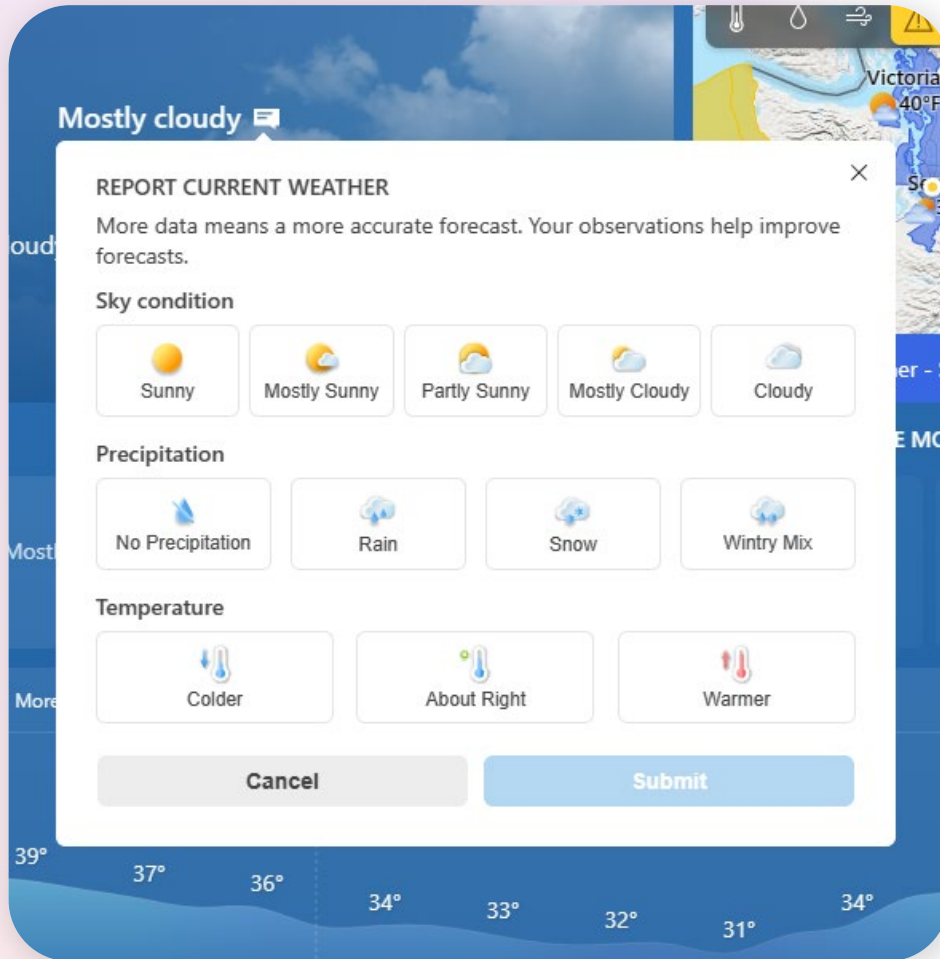 Victoria
40°F
Mostly cloudy
REPORT CURRENT WEATHER
More data means a more accurate forecast. Your observations help improve
forecasts.
Sky condition
Sunny
Mostly Sunny
Partly Sunny
Mostly Cloudy
Cloudy
Precipitation
No Precipitation
Rain
Snow
Wintry Mix
Temperature
Colder
About Right
Warmer
More
Cancel
Submit
39°
37°
36°
34°
33°
32°
31°
34°